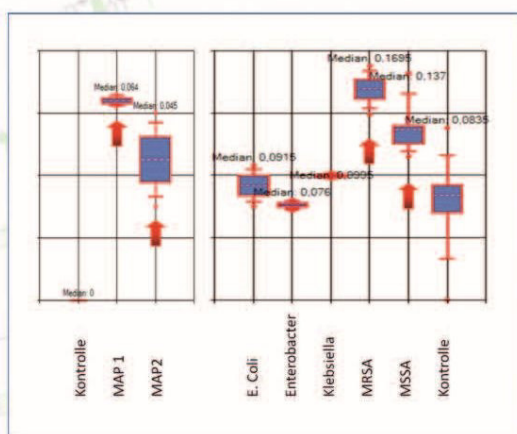 Median: 0,1695
Median: 0,137
Median: 0,064
Median: 0,045
Median: 0,0835
Median: 0,0915
Median: 0,0995
Median: 0,076
Median: 0
Kontrolle
MAP 1
MAP2
E. Coli
Enterobacter
Klebsiella
MRSA
MSSA
Kontrolle